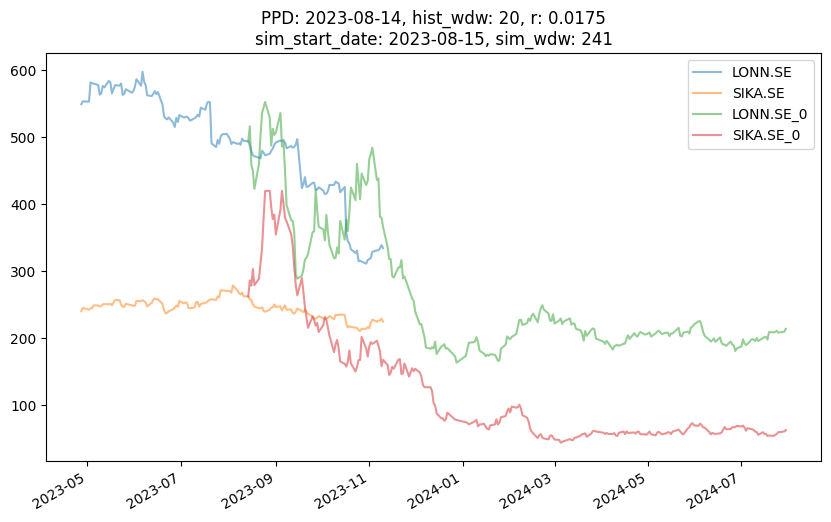 PPD: 2023-08-14, hist_wdw: 20, r: 0.0175
sim_start_date: 2023-08-15, sim_wdw: 241
LONN.SE
SIKA.SE
LONN.SE_0
SIKA.SE_0
600
500
400
300
200
100
2023-05
2023-07
2023-09
2023-11
2024-01
2024-03
2024-05
2024-07